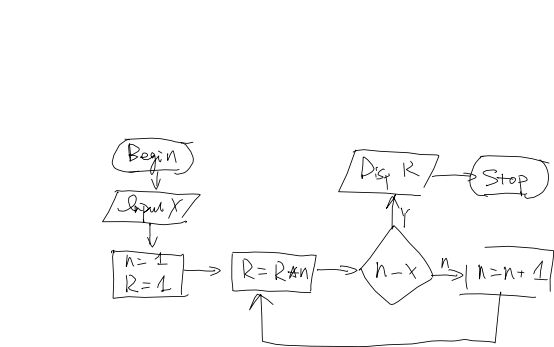 Begin
Input X
n=1
R=1
R=R*n
n-x
Y
Disp R
Stop
n
n=n+1